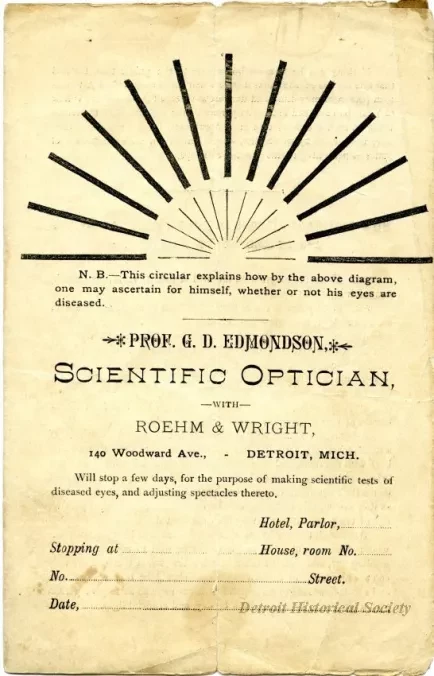 N. B.—This circular explains how by the above diagram,
one may ascertain for himself, whether or not his eyes are
diseased.
PROF. G. D. EDMONDSON,
SCIENTIFIC OPTICIAN,
—WITH—
ROEHM & WRIGHT,
140 Woodward Ave., - DETROIT, MICH.
Will stop a few days, for the purpose of making scientific tests of
diseased eyes, and adjusting spectacles thereto.
Hotel, Parlor,
Stopping at House, room No.
No. Street.
Date,
Detroit Historical Society